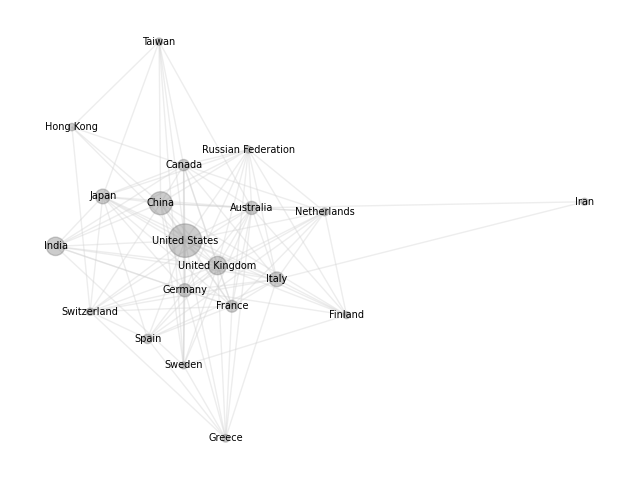 Taiwan
Hong Kong
Russian Federation
Canada
Japan
China
Iran
Australia
Netherlands
United States
India
United Kingdom
Italy
Germany
France
Switzerland
Finland
Spain
Sweden
Greece